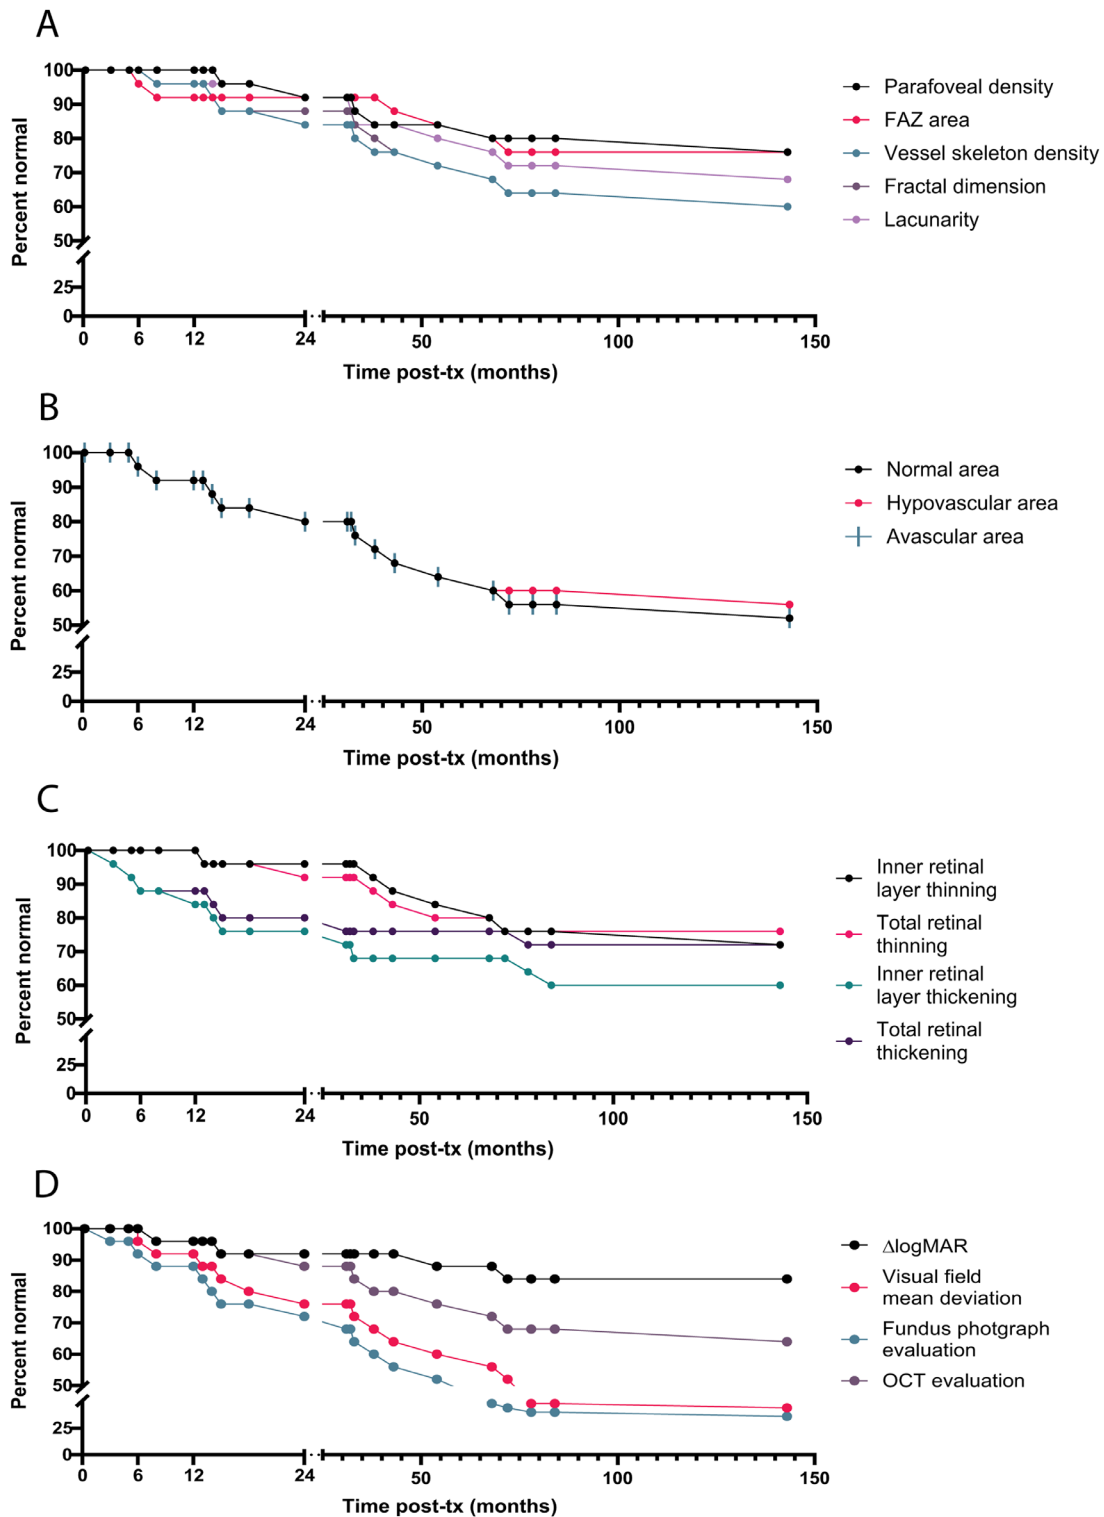 A
100
90
80
70
60
50
25
0
Percent normal
0 6 12 24 50 100 150
Time post-tx (months)
Parafoveal density
FAZ area
Vessel skeleton density
Fractal dimension
Lacunarity
B
100
90
80
70
60
50
25
0
Percent normal
0 6 12 24 50 100 150
Time post-tx (months)
Normal area
Hypovascular area
Avascular area
C
100
90
80
70
60
50
25
0
Percent normal
0 6 12 24 50 100 150
Time post-tx (months)
Inner retinal
layer thinning
Total retinal
thinning
Inner retinal
layer thickening
Total retinal
thickening
D
100
90
80
70
60
50
25
0
Percent normal
0 6 12 24 50 100 150
Time post-tx (months)
ΔlogMAR
Visual field
mean deviation
Fundus photgraph
evaluation
OCT evaluation